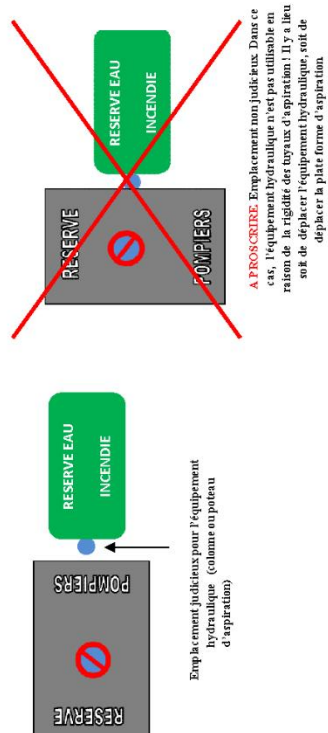 RESERVE
POMPIERS
RESERVE EAU
INCENDIE
Emplacement judicieux pour l'équipement
hydraulique (colonne ou poteau
d'aspiration)
RESERVE
POMPIERS
RESERVE EAU
INCENDIE
A PROSCRIRE. Emplacement non judicieux. Dans ce
cas, l'équipement hydraulique n'est pas utilisable en
raison de la rigidité des tuyaux d'aspiration ! Il y a lieu
soit de déplacer l'équipement hydraulique, soit de
déplacer la plate forme d'aspiration.